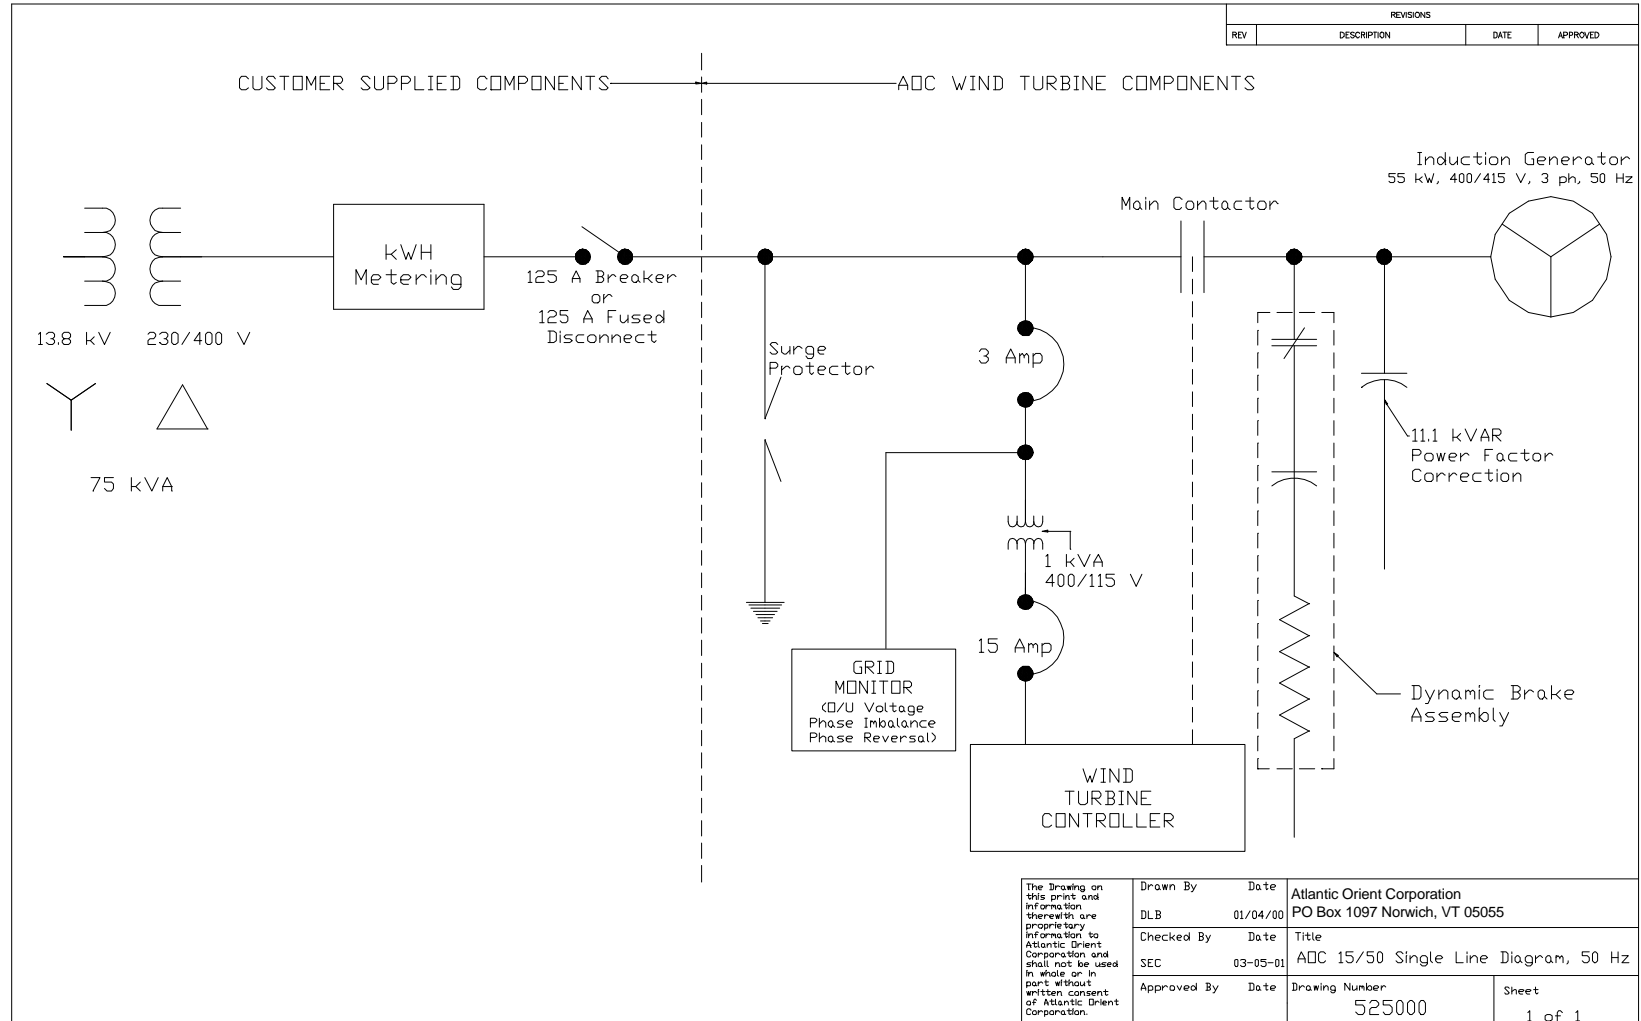 REVISIONS
REV DESCRIPTION DATE APPROVED
CUSTOMER SUPPLIED COMPONENTS
AOC WIND TURBINE COMPONENTS
Induction Generator
55 kW, 400/415 V, 3 ph, 50 Hz
Main Contactor
kWH
Metering
125 A Breaker
or
125 A Fused
Disconnect
13.8 kV
230/400 V
75 kVA
Surge
Protector
3 Amp
11.1 kVAR
Power Factor
Correction
1 kVA
400/115 V
15 Amp
GRID
MONITOR
(O/U Voltage
Phase Imbalance
Phase Reversal)
Dynamic Brake
Assembly
WIND
TURBINE
CONTROLLER
The Drawing on
this print and
information
therewith are
proprietary
information to
Atlantic Orient
Corporation and
shall not be used
in whole or in
part without
written consent
of Atlantic Orient
Corporation.
Drawn By Date
DLB 01/04/00
Checked By Date
SEC 03-05-01
Approved By Date
Atlantic Orient Corporation
PO Box 1097 Norwich, VT 05055
Title
AOC 15/50 Single Line Diagram, 50 Hz
Drawing Number
525000
Sheet
1 of 1